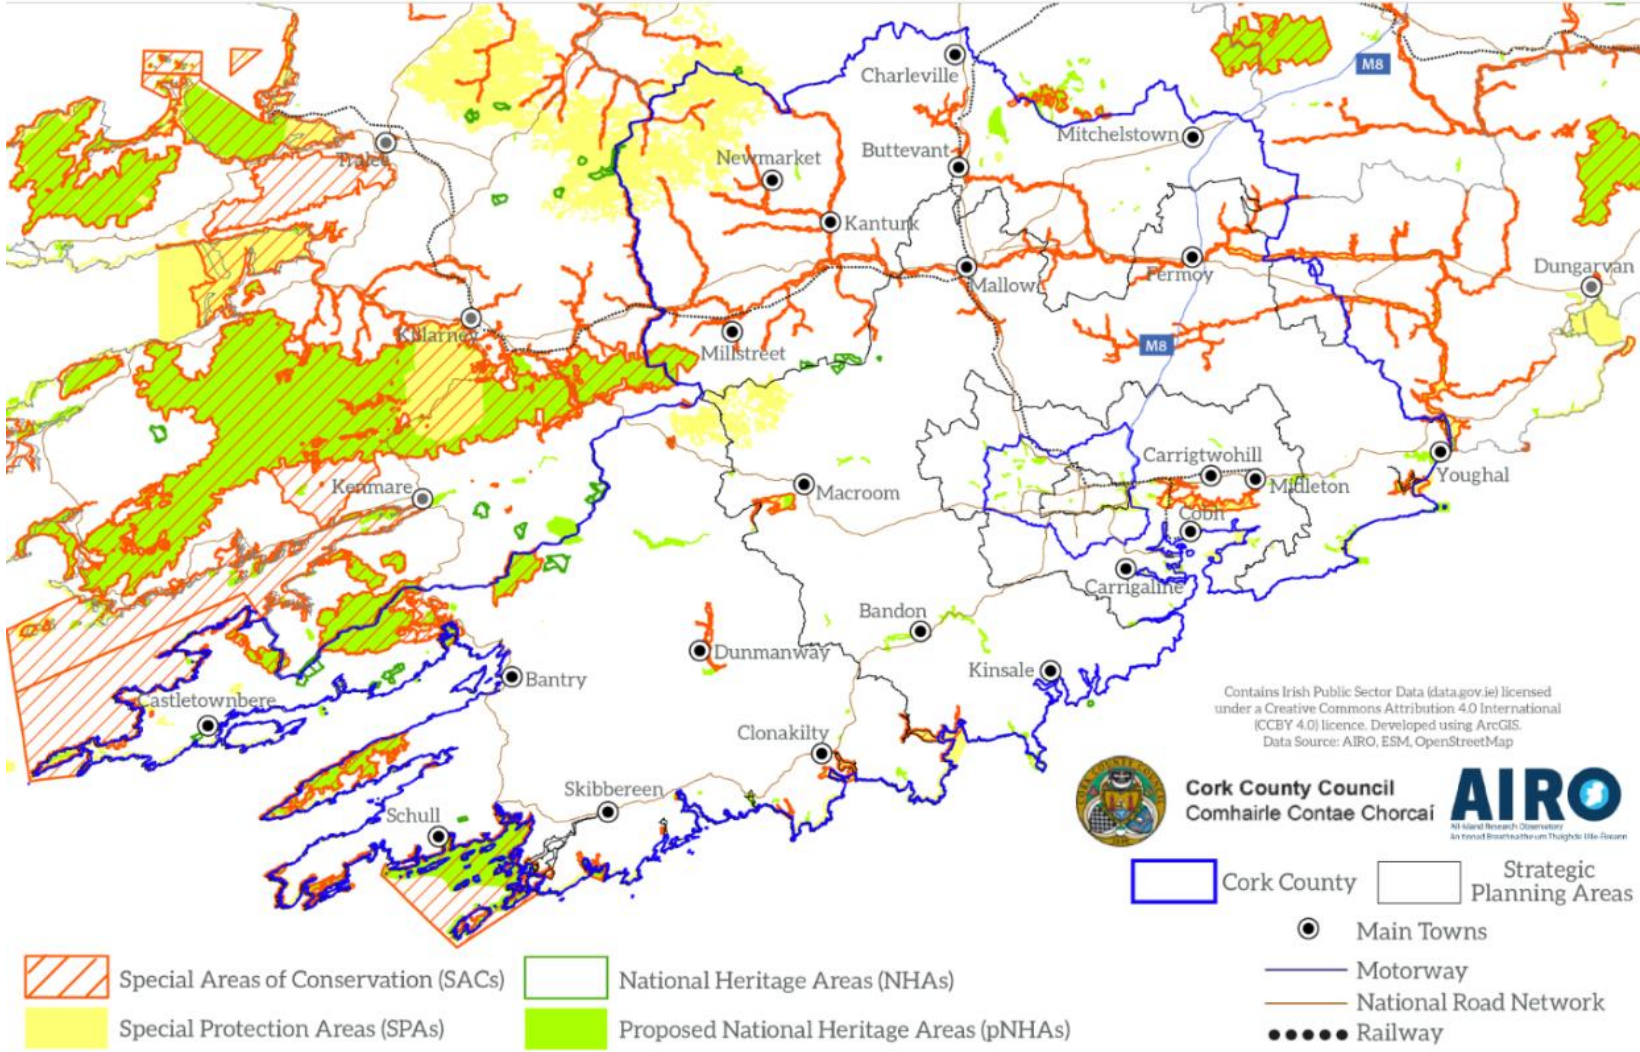 Charleville
M8
Mitchelstown
Tralee
Buttevant
Newmarket
Kanturk
Dungarvan
Fermoy
Mallow
Killarney
Millstreet
M8
Carrigtwohill
Kenmare
Macroom
Midleton
Youghal
Cobh
Carrigaline
Bandon
Dunmanway
Kinsale
Bantry
Castletownbere
Clonakilty
Skibbereen
Schull
Contains Irish Public Sector Data (data.gov.ie) licensed
under a Creative Commons Attribution 4.0 International
(CCBY 4.0) licence. Developed using ArcGIS.
Data Source: AIRO, ESM, OpenStreetMap
Cork County Council
Comhairle Contae Chorcaí
AIRO
All-Island Research Observatory
Cork County
Strategic
Planning Areas
Main Towns
Motorway
National Road Network
Railway
Special Areas of Conservation (SACs)
National Heritage Areas (NHAs)
Special Protection Areas (SPAs)
Proposed National Heritage Areas (pNHAs)